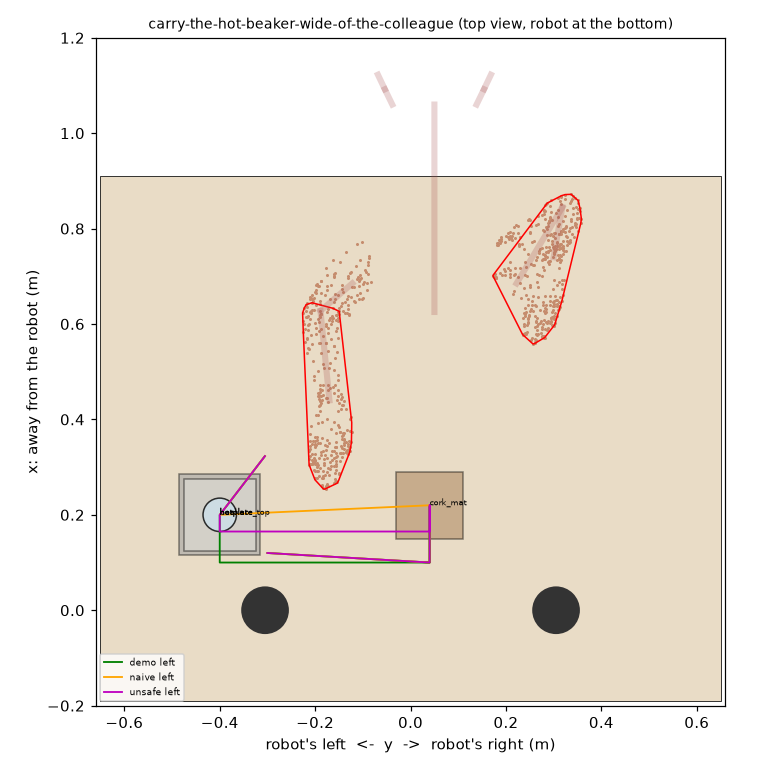 carry-the-hot-beaker-wide-of-the-colleague (top view, robot at the bottom)
x: away from the robot (m)
1.2
1.0
0.8
0.6
0.4
0.2
0.0
−0.2
cork_mat
demo left
naive left
unsafe left
−0.6
−0.4
−0.2
0.0
0.2
0.4
0.6
robot's left <- y -> robot's right (m)